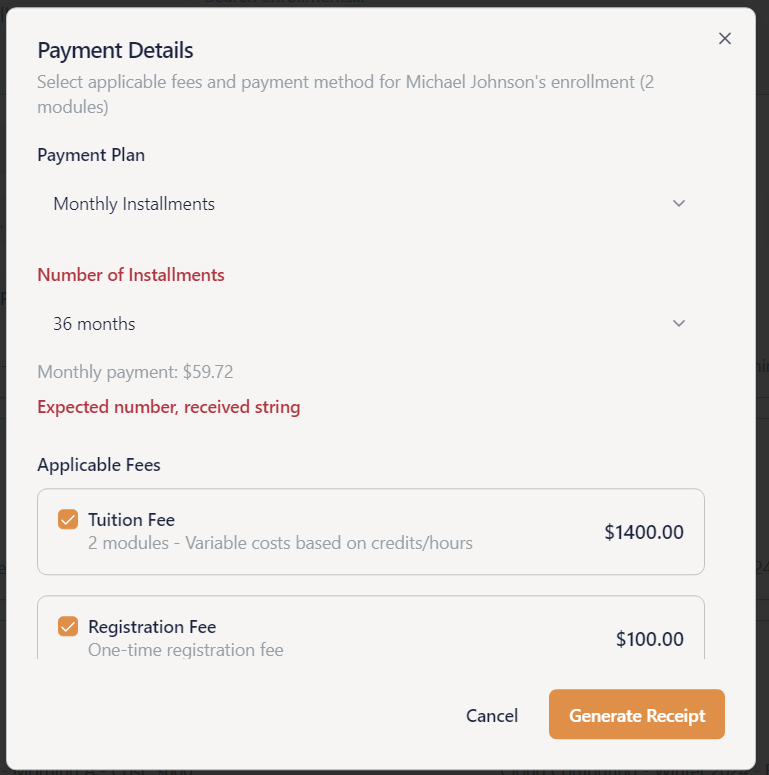 Payment Details
Select applicable fees and payment method for Michael Johnson's enrollment (2
modules)
Payment Plan
Monthly Installments
Number of Installments
36 months
Monthly payment: $59.72
Expected number, received string
Applicable Fees
Tuition Fee
$1400.00
2 modules - Variable costs based on credits/hours
Registration Fee
$100.00
One-time registration fee
Cancel
Generate Receipt